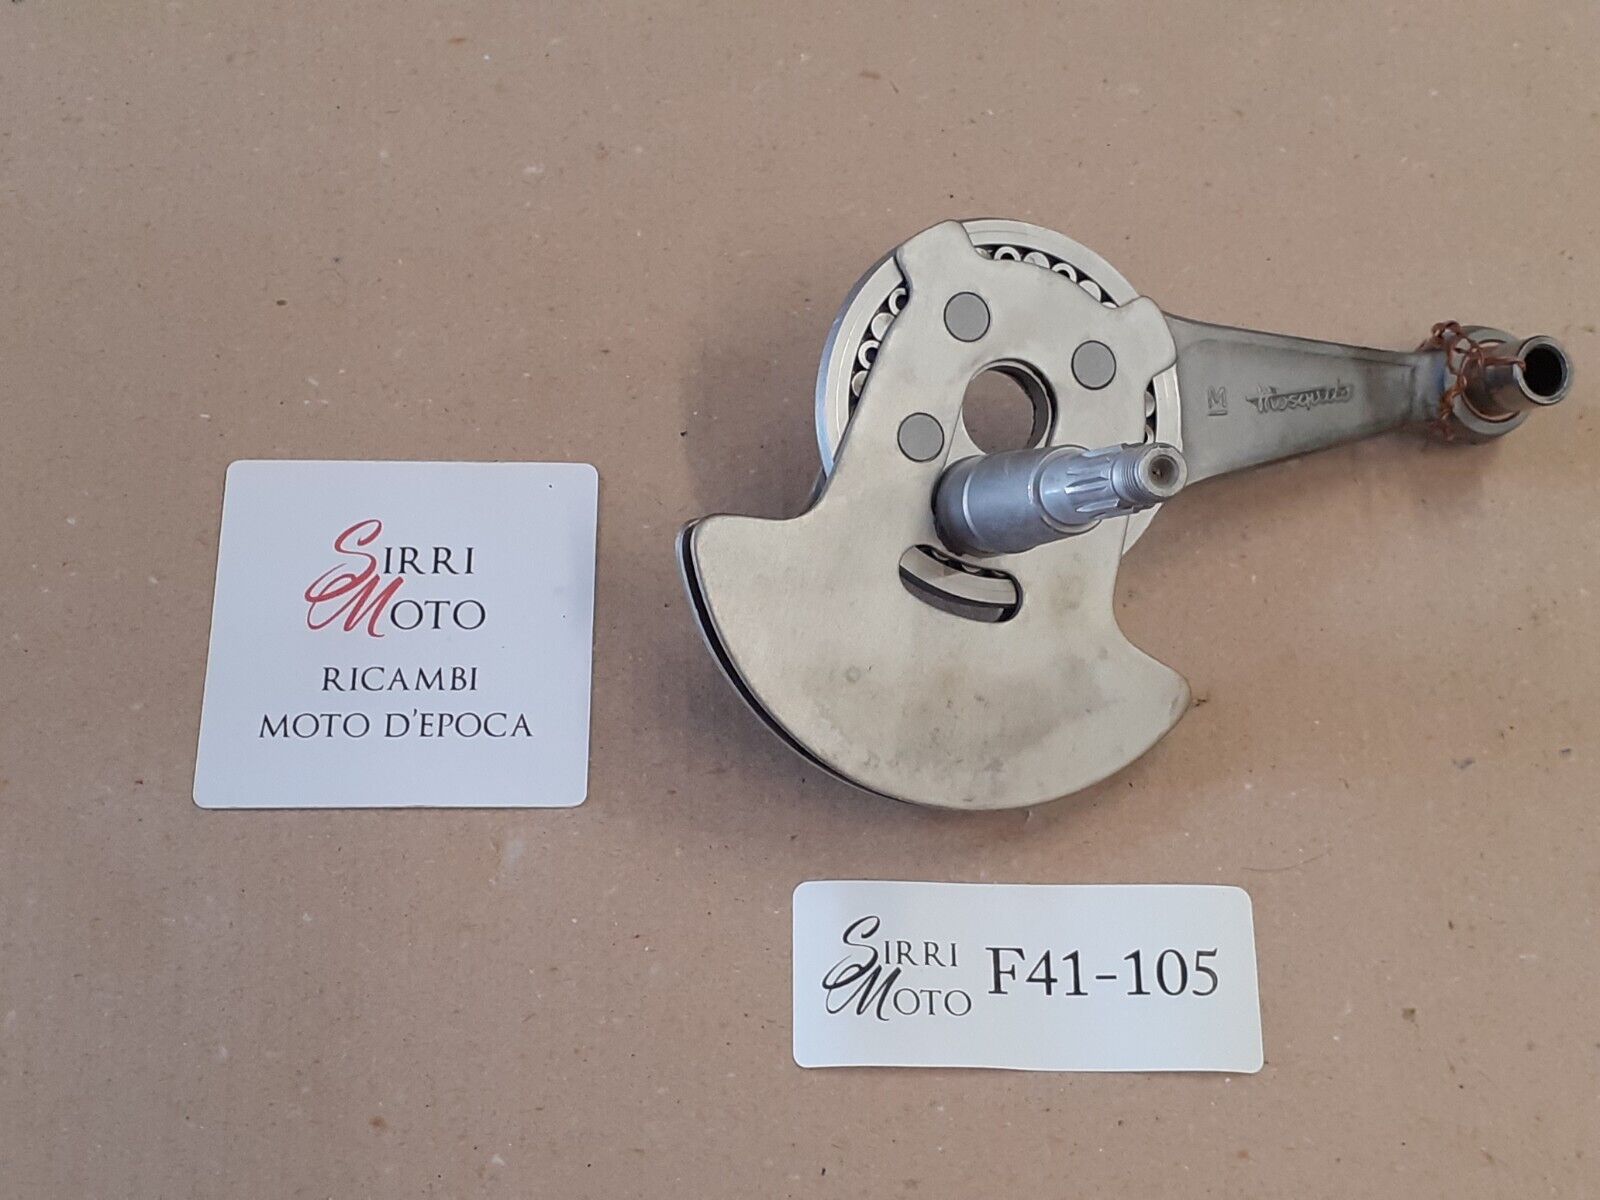 SIRRI
MOTO
RICAMBI
MOTO D'EPOCA
M Mosquito
SIRRI
MOTO
F41-105